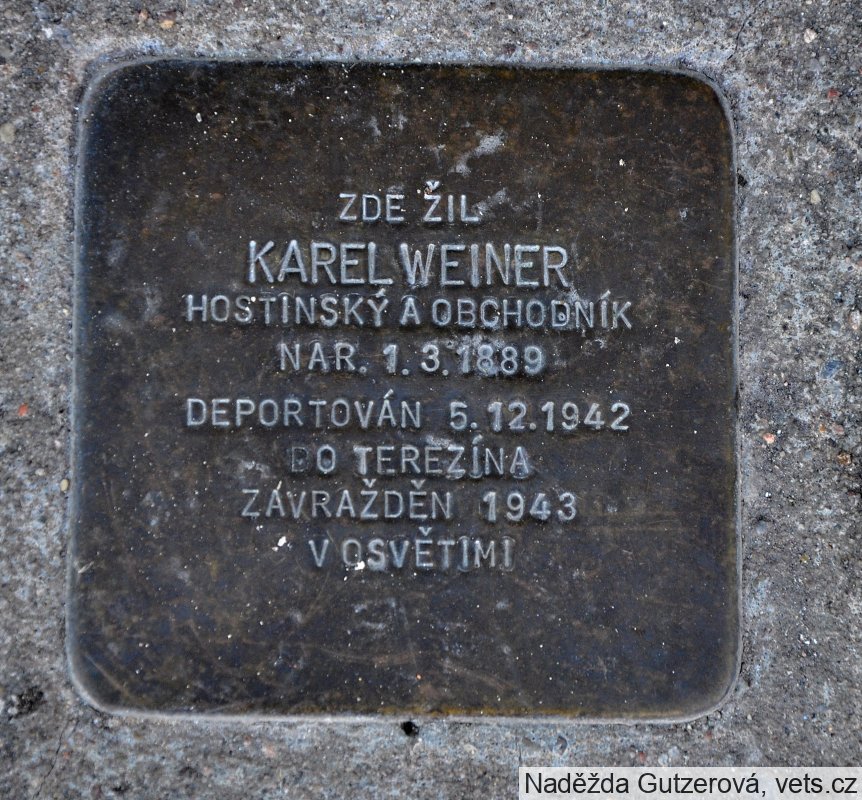 ZDE ŽIL
KAREL WEINER
HOSTINSKÝ A OBCHODNÍK
NAR. 1.3.1889
DEPORTOVÁN 5.12.1942
DO TEREZÍNA
ZAVRAŽDĚN 1943
V OSVĚTIMI
Naděžda Gutzerová, vets.cz